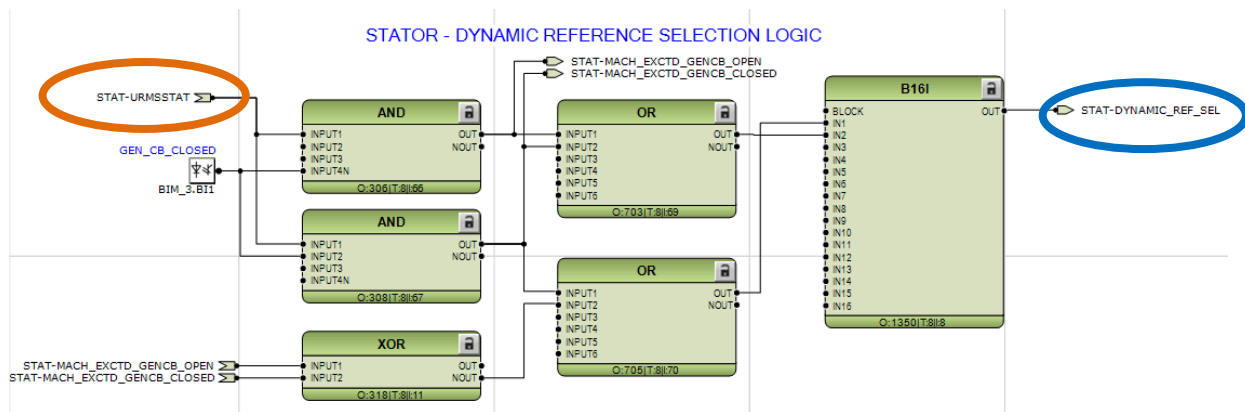 STATOR - DYNAMIC REFERENCE SELECTION LOGIC
STAT-MACH_EXCTD_GENCB_OPEN
STAT-MACH_EXCTD_GENCB_CLOSED
STAT-URMSSTAT
GEN_CB_CLOSED
BIM_3.BI1
AND
INPUT1
INPUT2
INPUT3
INPUT4N
OUT
NOUT
O:306|T:8|I:66
AND
INPUT1
INPUT2
INPUT3
INPUT4N
OUT
NOUT
O:308|T:8|I:67
STAT-MACH_EXCTD_GENCB_OPEN
STAT-MACH_EXCTD_GENCB_CLOSED
XOR
INPUT1
INPUT2
OUT
NOUT
O:318|T:8|I:11
OR
INPUT1
INPUT2
INPUT3
INPUT4
INPUT5
INPUT6
OUT
NOUT
O:703|T:8|I:69
OR
INPUT1
INPUT2
INPUT3
INPUT4
INPUT5
INPUT6
OUT
NOUT
O:705|T:8|I:70
B16I
BLOCK
IN1
IN2
IN3
IN4
IN5
IN6
IN7
IN8
IN9
IN10
IN11
IN12
IN13
IN14
IN15
IN16
OUT
O:1350|T:8|I:8
STAT-DYNAMIC_REF_SEL